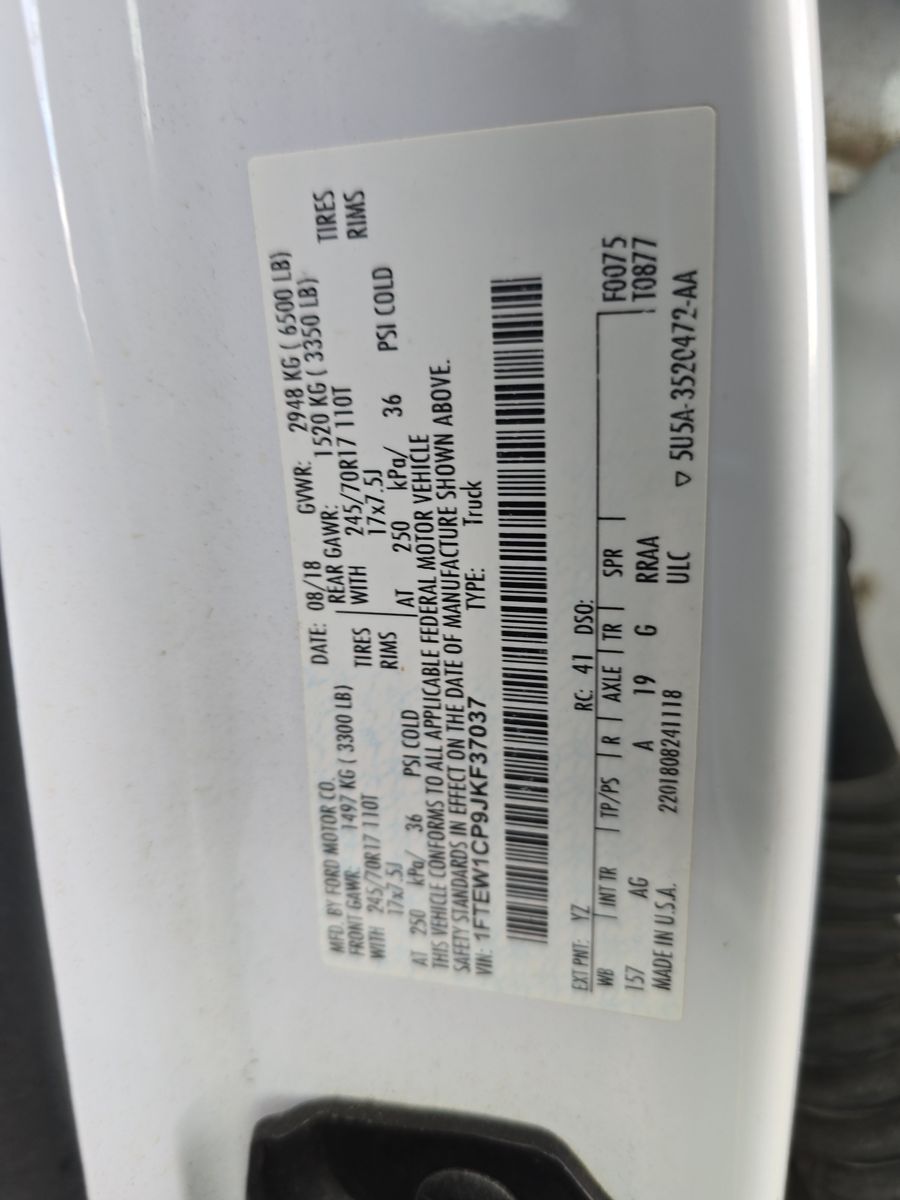 MFD. BY FORD MOTOR CO. DATE: 08/18 GVWR: 2948 KG ( 6500 LB)
FRONT GAWR: 1497 KG ( 3300 LB) REAR GAWR: 1520 KG ( 3350 LB)
WITH 245/70R17 110T TIRES WITH 245/70R17 110T TIRES
17x7.5J RIMS 17x7.5J RIMS
AT 250 kPa/ 36 PSI COLD AT 250 kPa/ 36 PSI COLD
THIS VEHICLE CONFORMS TO ALL APPLICABLE FEDERAL MOTOR VEHICLE
SAFETY STANDARDS IN EFFECT ON THE DATE OF MANUFACTURE SHOWN ABOVE.
VIN: 1FTEW1CP9JKF37037 TYPE: Truck
EXT PNT: YZ RC: 41 DSO:
WB INT TR TP/PS R AXLE TR SPR F0075
157 AG A 19 G RRAA T0877
MADE IN U.S.A. 2201808241118 ULC ▽ 5U5A-3520472-AA